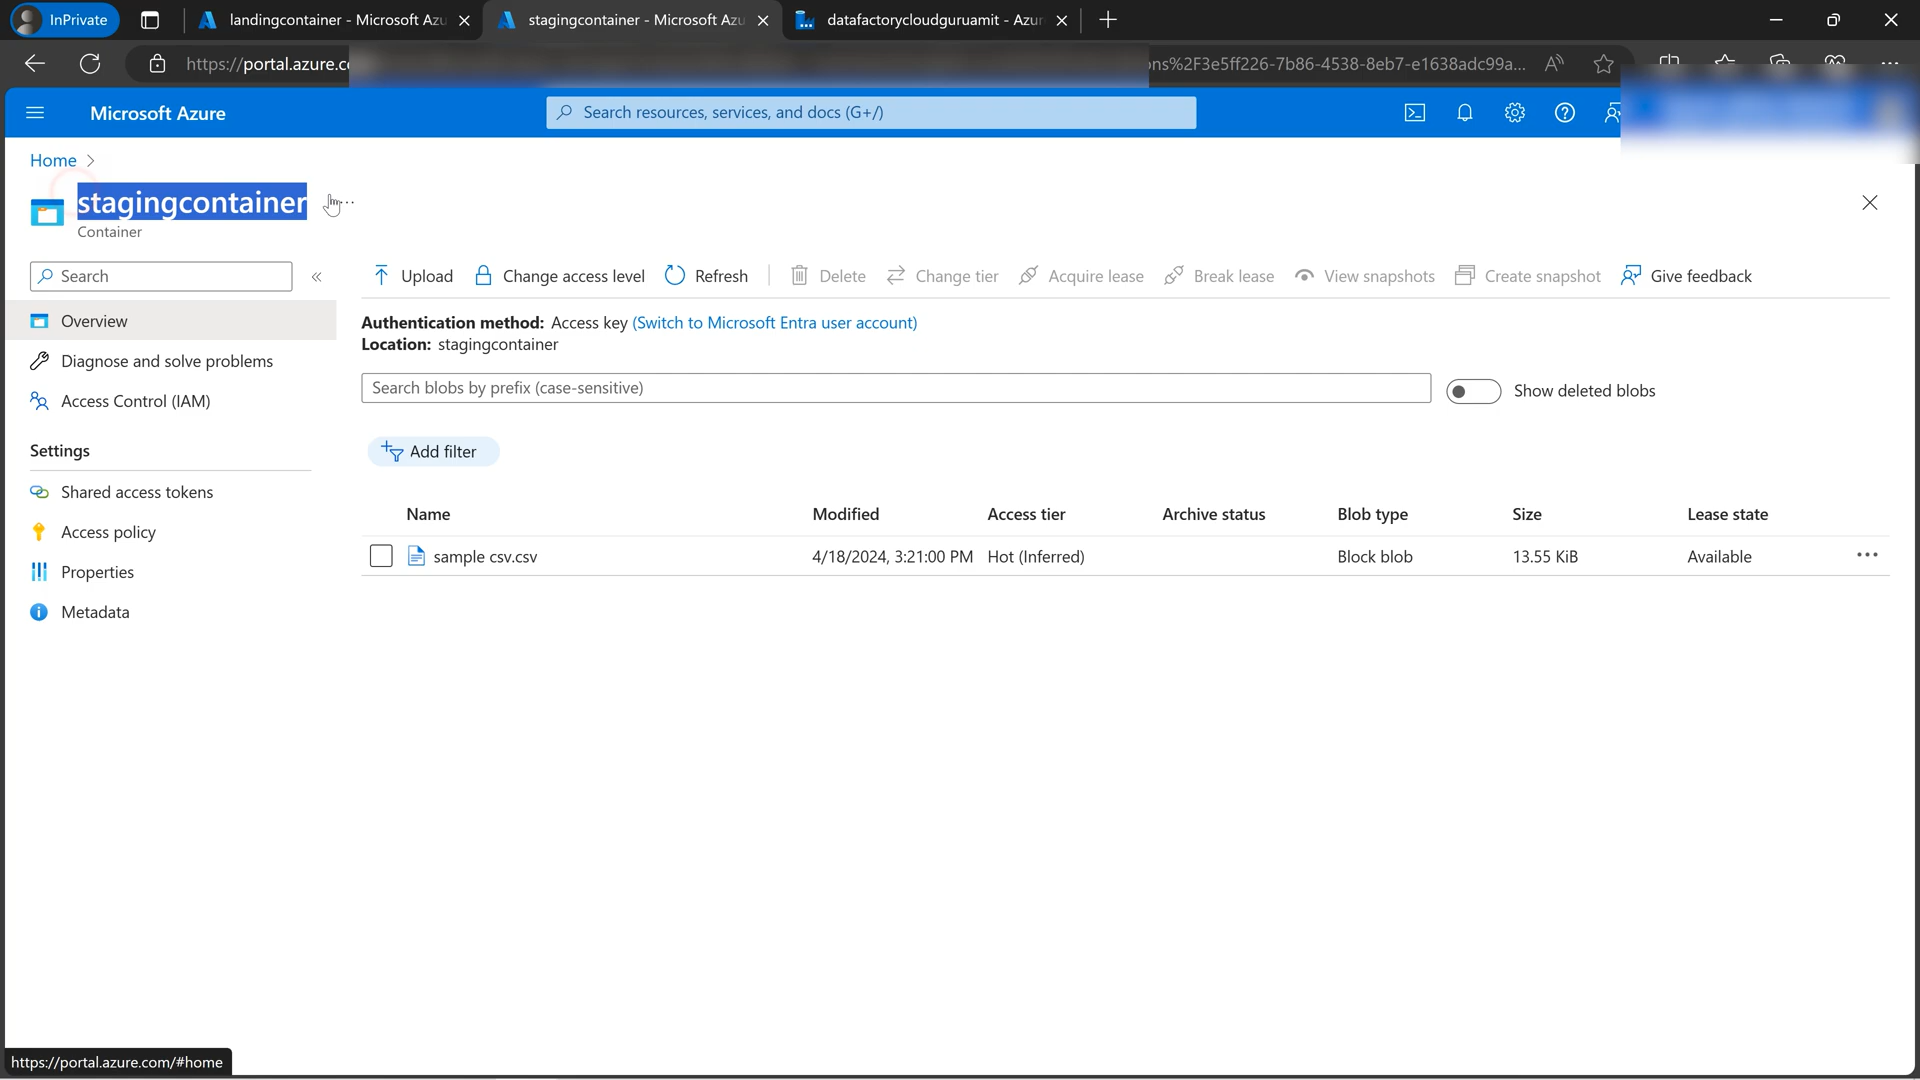 InPrivate
landingcontainer - Microsoft Azu
stagingcontainer - Microsoft Azu
datafactorycloudguruamit - Azur
https://portal.azure.c
ns%2F3e5ff226-7b86-4538-8eb7-e1638adc99a...
Microsoft Azure
Search resources, services, and docs (G+/)
Home >
stagingcontainer ...
Container
Search
«
Upload
Change access level
Refresh
Delete
Change tier
Acquire lease
Break lease
View snapshots
Create snapshot
Give feedback
Overview
Diagnose and solve problems
Access Control (IAM)
Settings
Shared access tokens
Access policy
Properties
Metadata
Authentication method: Access key (Switch to Microsoft Entra user account)
Location: stagingcontainer
Search blobs by prefix (case-sensitive)
Show deleted blobs
Add filter
Name Modified Access tier Archive status Blob type Size Lease state
sample csv.csv 4/18/2024, 3:21:00 PM Hot (Inferred) Block blob 13.55 KiB Available ...
https://portal.azure.com/#home